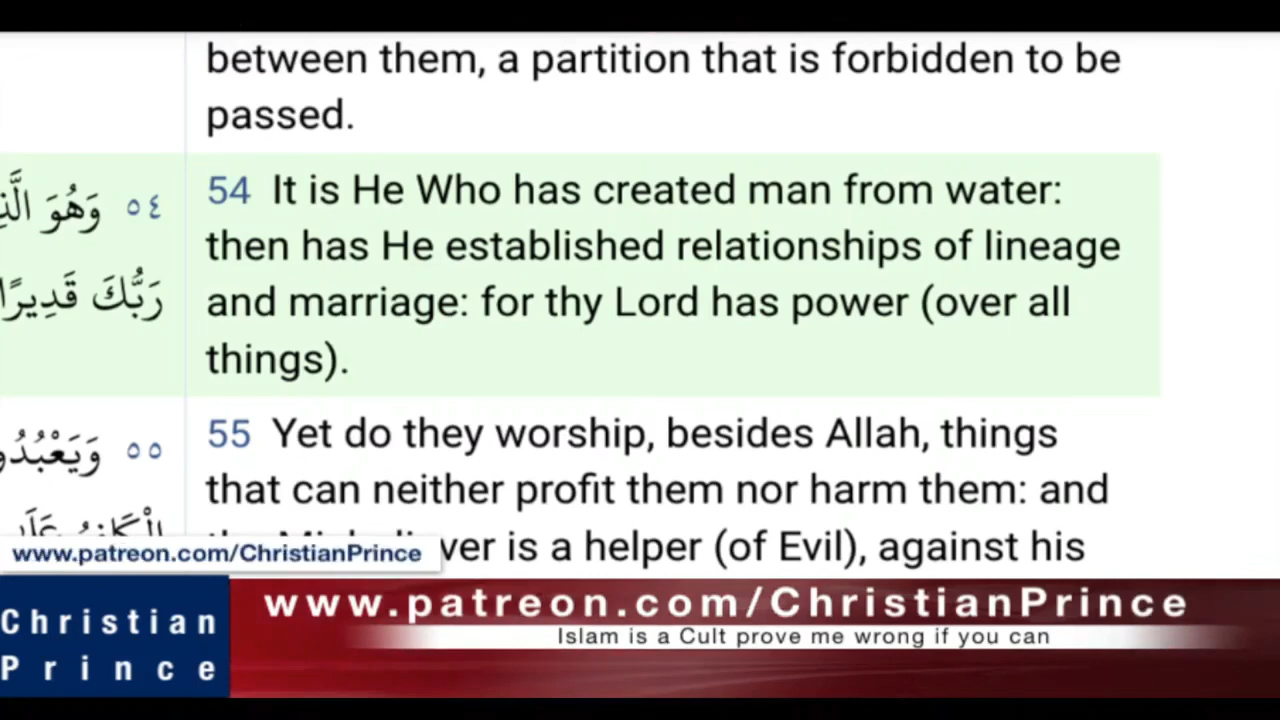 between them, a partition that is forbidden to be
passed.
٥٤ وَهُوَ
54 It is He Who has created man from water:
then has He established relationships of lineage
رَبُّكَ قَدِيرًا
and marriage: for thy Lord has power (over all
things).
٥٥
55 Yet do they worship, besides Allah, things
that can neither profit them nor harm them: and
is a helper (of Evil), against his
www.patreon.com/ChristianPrince
www.patreon.com/ChristianPrince
Islam is a Cult prove me wrong if you can
Christian
Prince